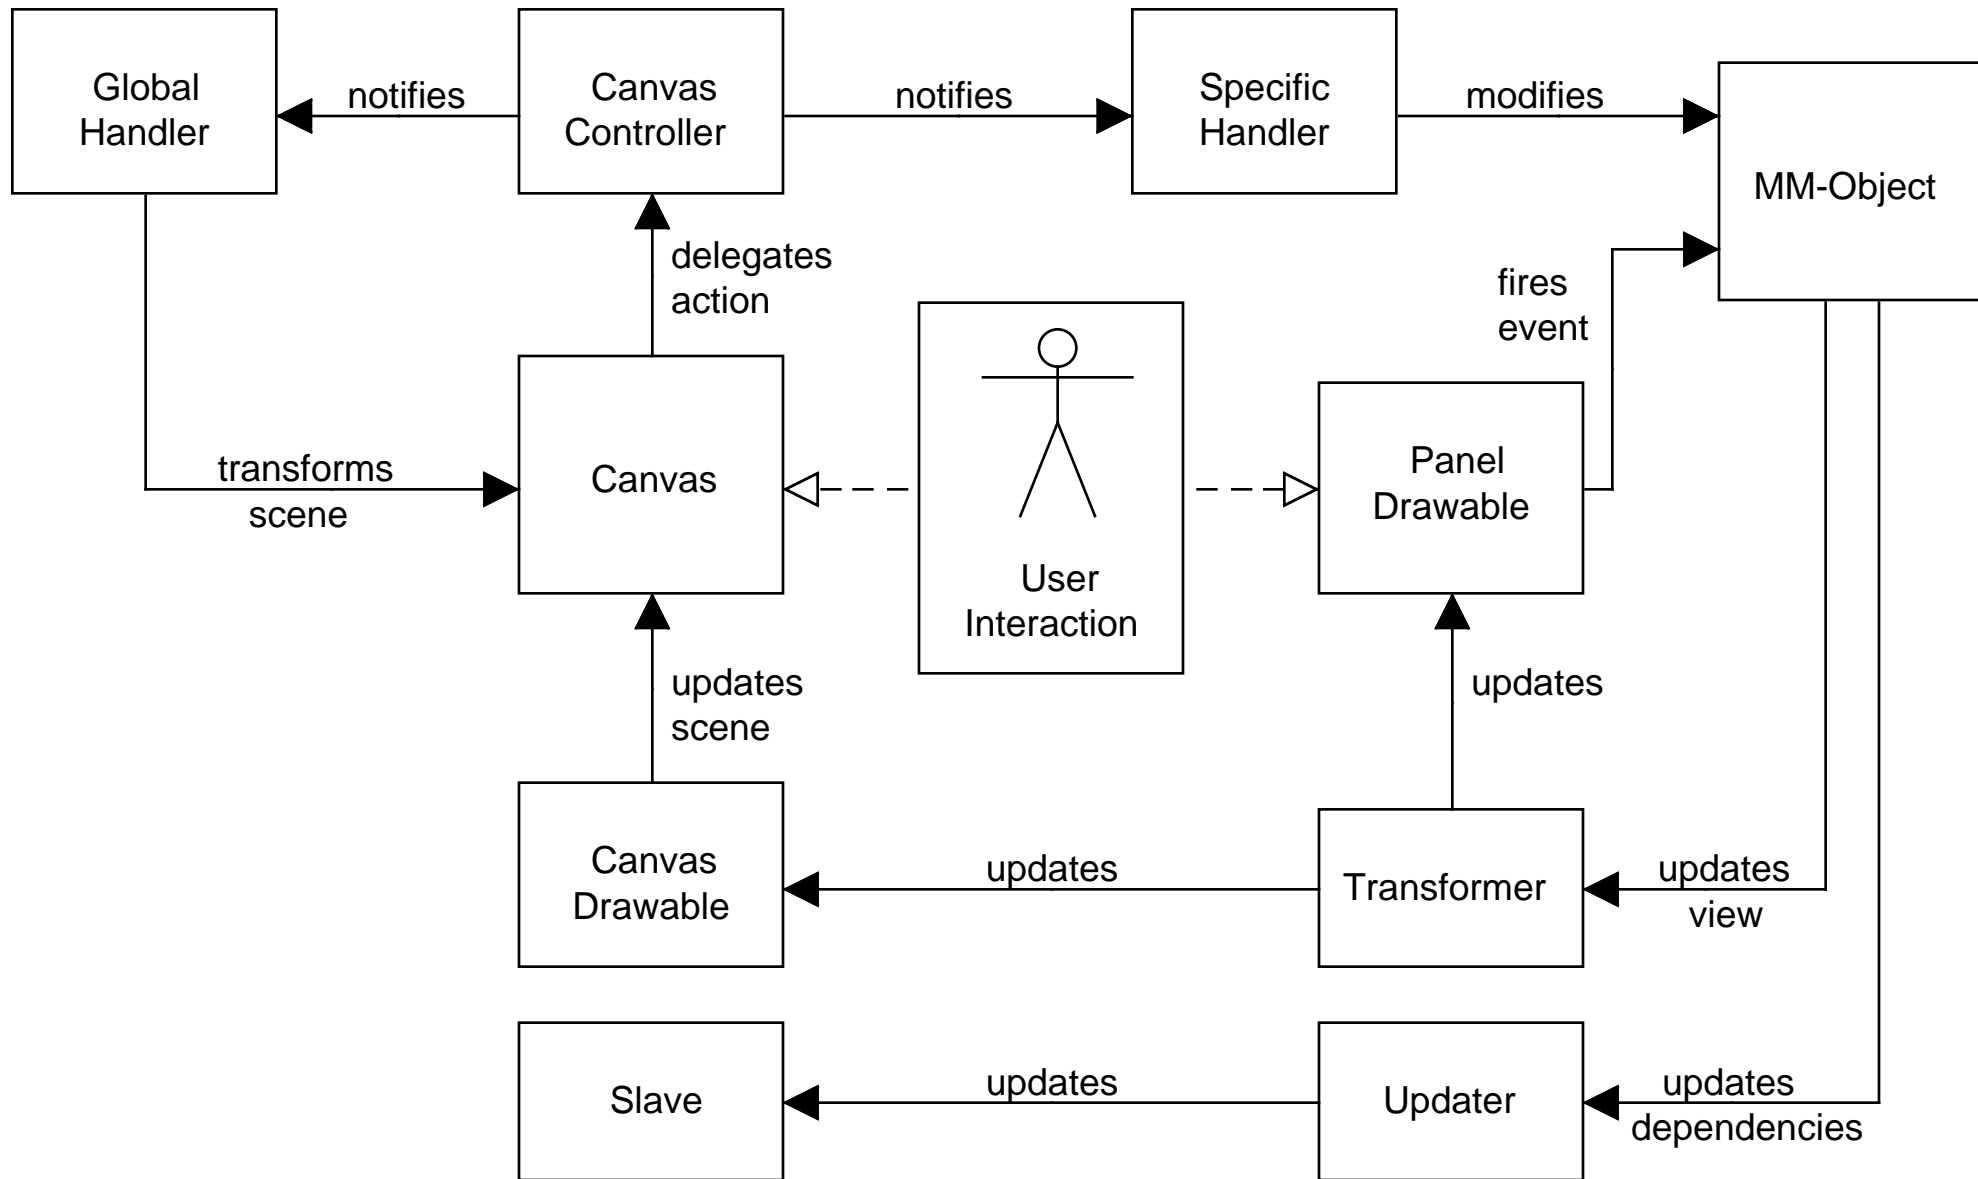 Global
Handler
notifies
Canvas
Controller
notifies
Specific
Handler
modifies
MM-Object
delegates
action
fires
event
transforms
scene
Canvas
User
Interaction
Panel
Drawable
updates
scene
updates
Canvas
Drawable
updates
Transformer
updates
view
Slave
updates
Updater
updates
dependencies